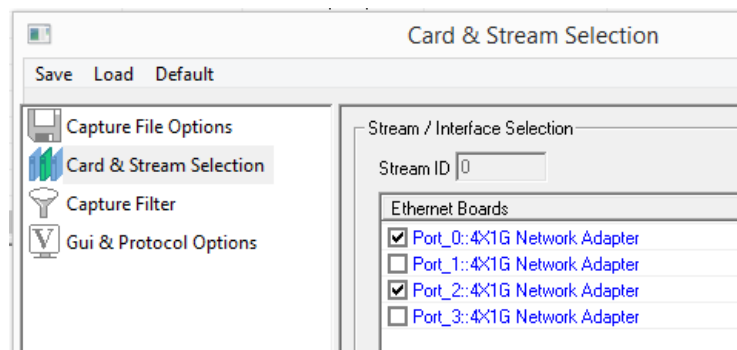 Card & Stream Selection
Save Load Default
Capture File Options
Card & Stream Selection
Capture Filter
Gui & Protocol Options
Stream / Interface Selection
Stream ID 0
Ethernet Boards
Port_0::4X1G Network Adapter
Port_1::4X1G Network Adapter
Port_2::4X1G Network Adapter
Port_3::4X1G Network Adapter